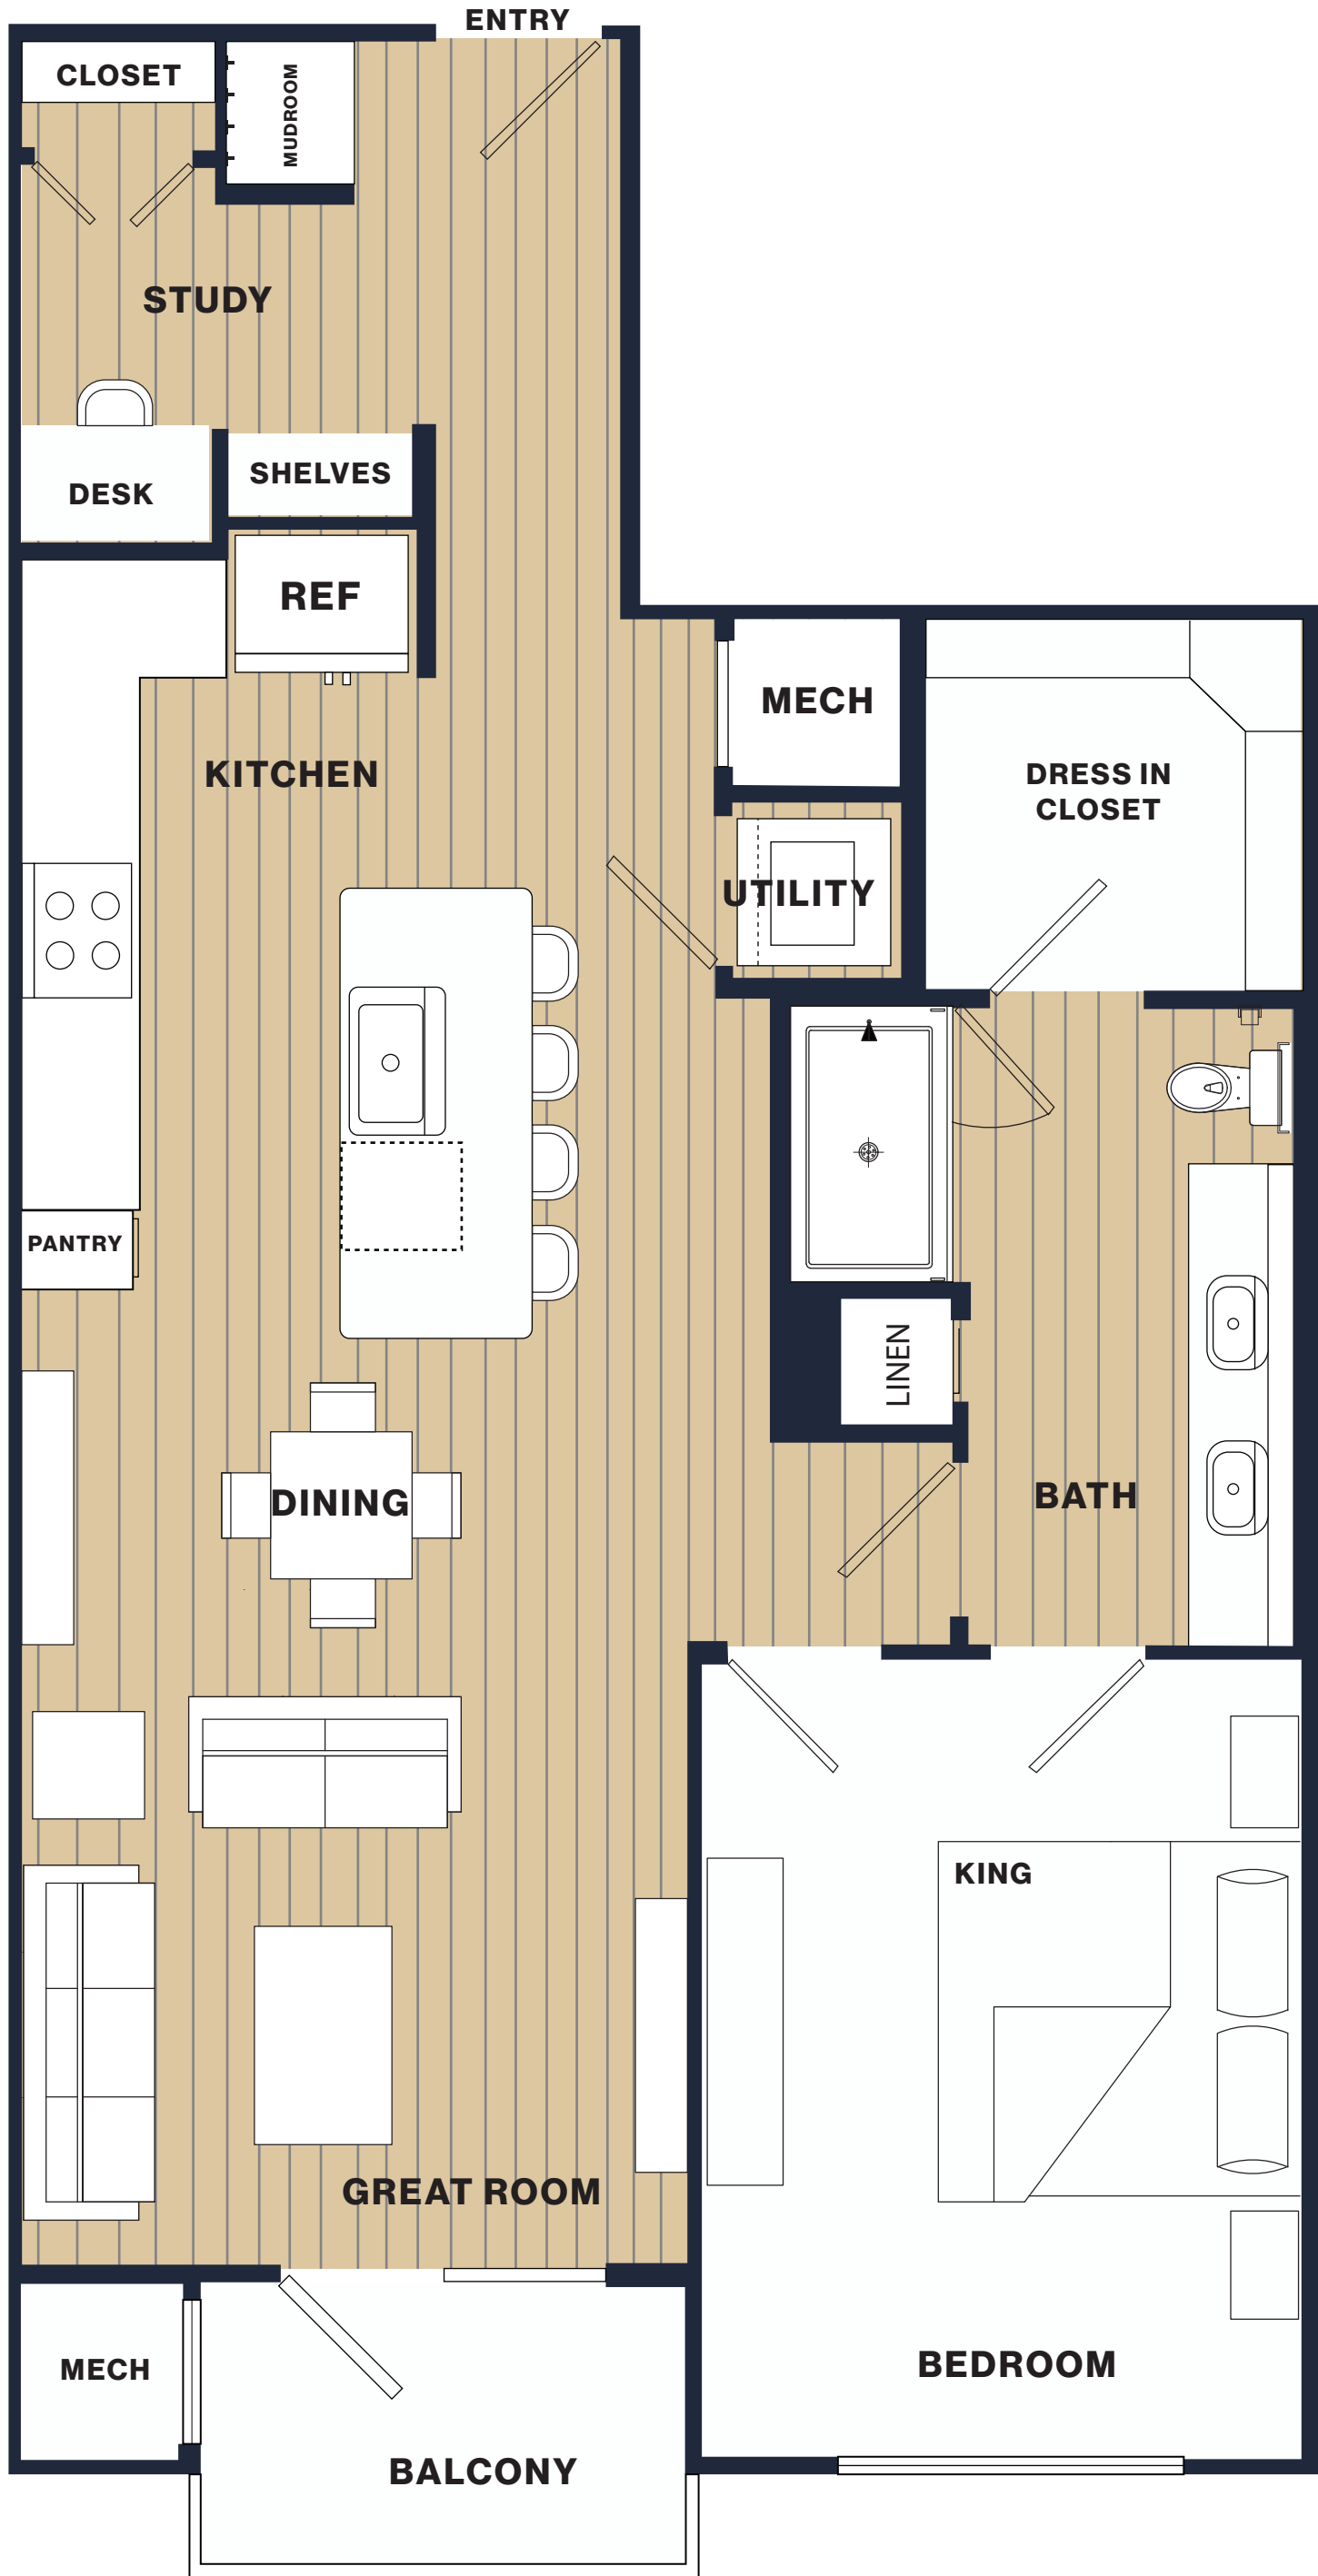 ENTRY
CLOSET
MUDROOM
STUDY
DESK
SHELVES
REF
MECH
KITCHEN
DRESS IN
CLOSET
UTILITY
PANTRY
LINEN
DINING
BATH
KING
GREAT ROOM
MECH
BEDROOM
BALCONY